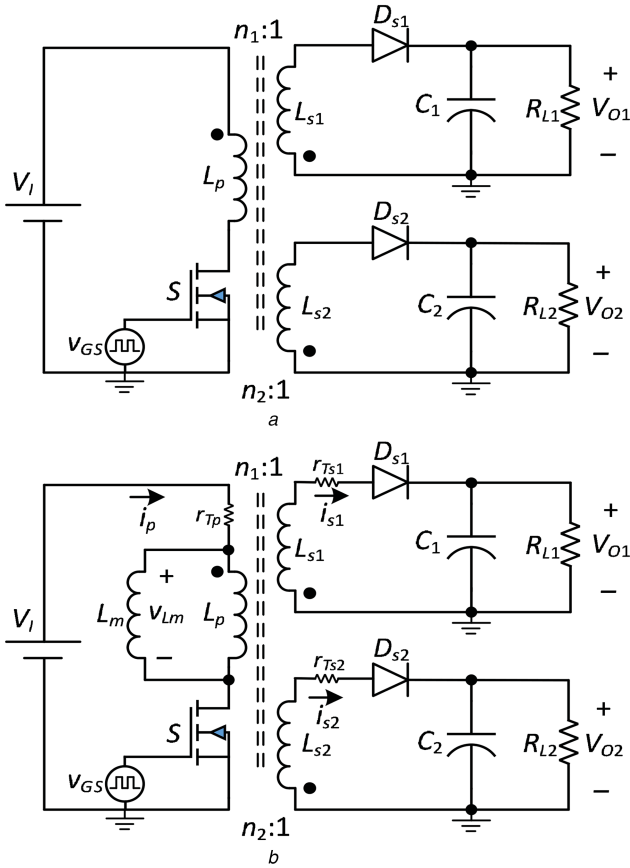 n1:1
Ds1
Lp
Ls1
C1
RL1
+
VO1
−
VI
S
vGS
Ds2
Ls2
C2
RL2
+
VO2
−
n2:1
a
n1:1
ip
rTp
rTs1
is1
Ds1
Ls1
C1
RL1
+
VO1
−
Lm
+
vLm
−
Lp
VI
S
vGS
rTs2
is2
Ds2
Ls2
C2
RL2
+
VO2
−
n2:1
b